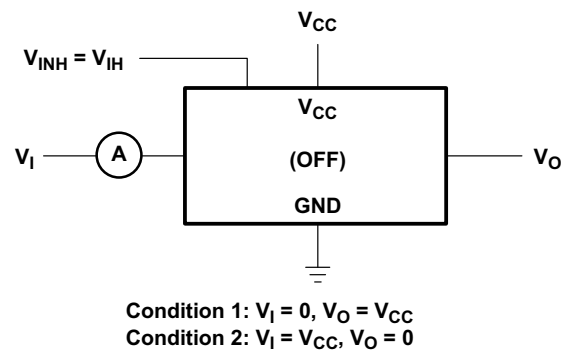 VCC
VINH = VIH
VCC
VI
A
(OFF)
VO
GND
Condition 1: VI = 0, VO = VCC
Condition 2: VI = VCC, VO = 0